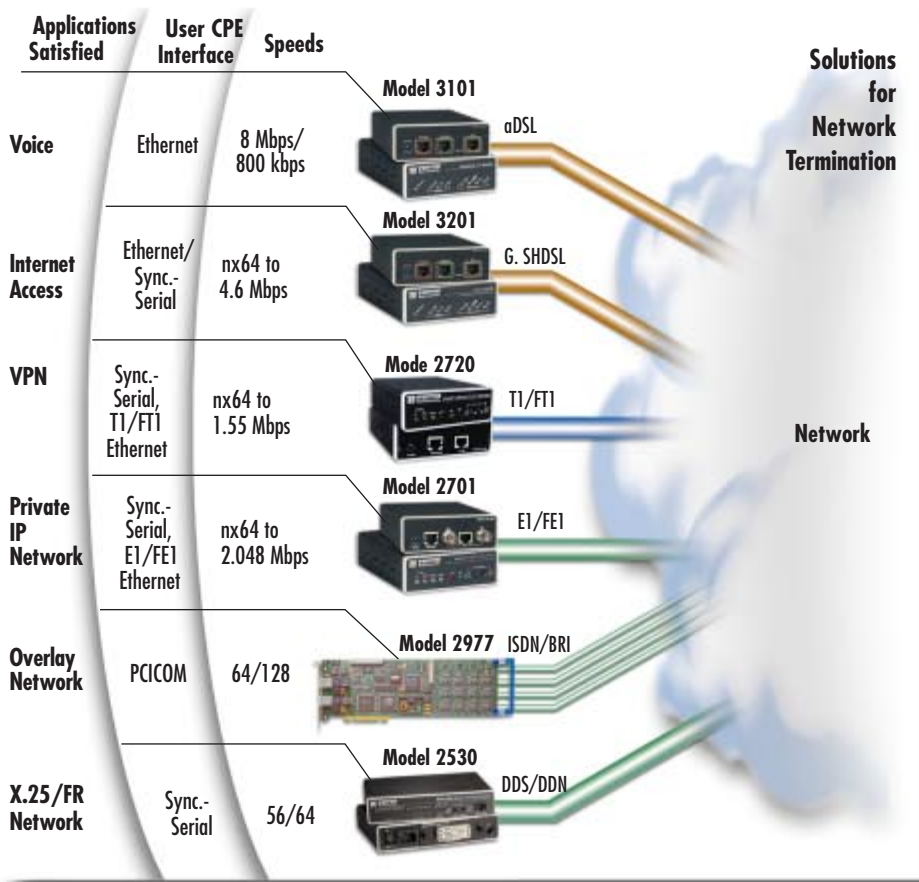 Applications
Satisfied
User CPE
Interface
Speeds
Solutions
for
Network
Termination
Voice
Ethernet
8 Mbps/
800 kbps
Model 3101
aDSL
Internet
Access
Ethernet/
Sync.-
Serial
nx64 to
4.6 Mbps
Model 3201
G. SHDSL
VPN
Sync.-
Serial,
T1/FT1
Ethernet
nx64 to
1.55 Mbps
Mode 2720
T1/FT1
Network
Private
IP
Network
Sync.-
Serial,
E1/FE1
Ethernet
nx64 to
2.048 Mbps
Model 2701
E1/FE1
Overlay
Network
PCICOM
64/128
Model 2977
ISDN/BRI
X.25/FR
Network
Sync.-
Serial
56/64
Model 2530
DDS/DDN